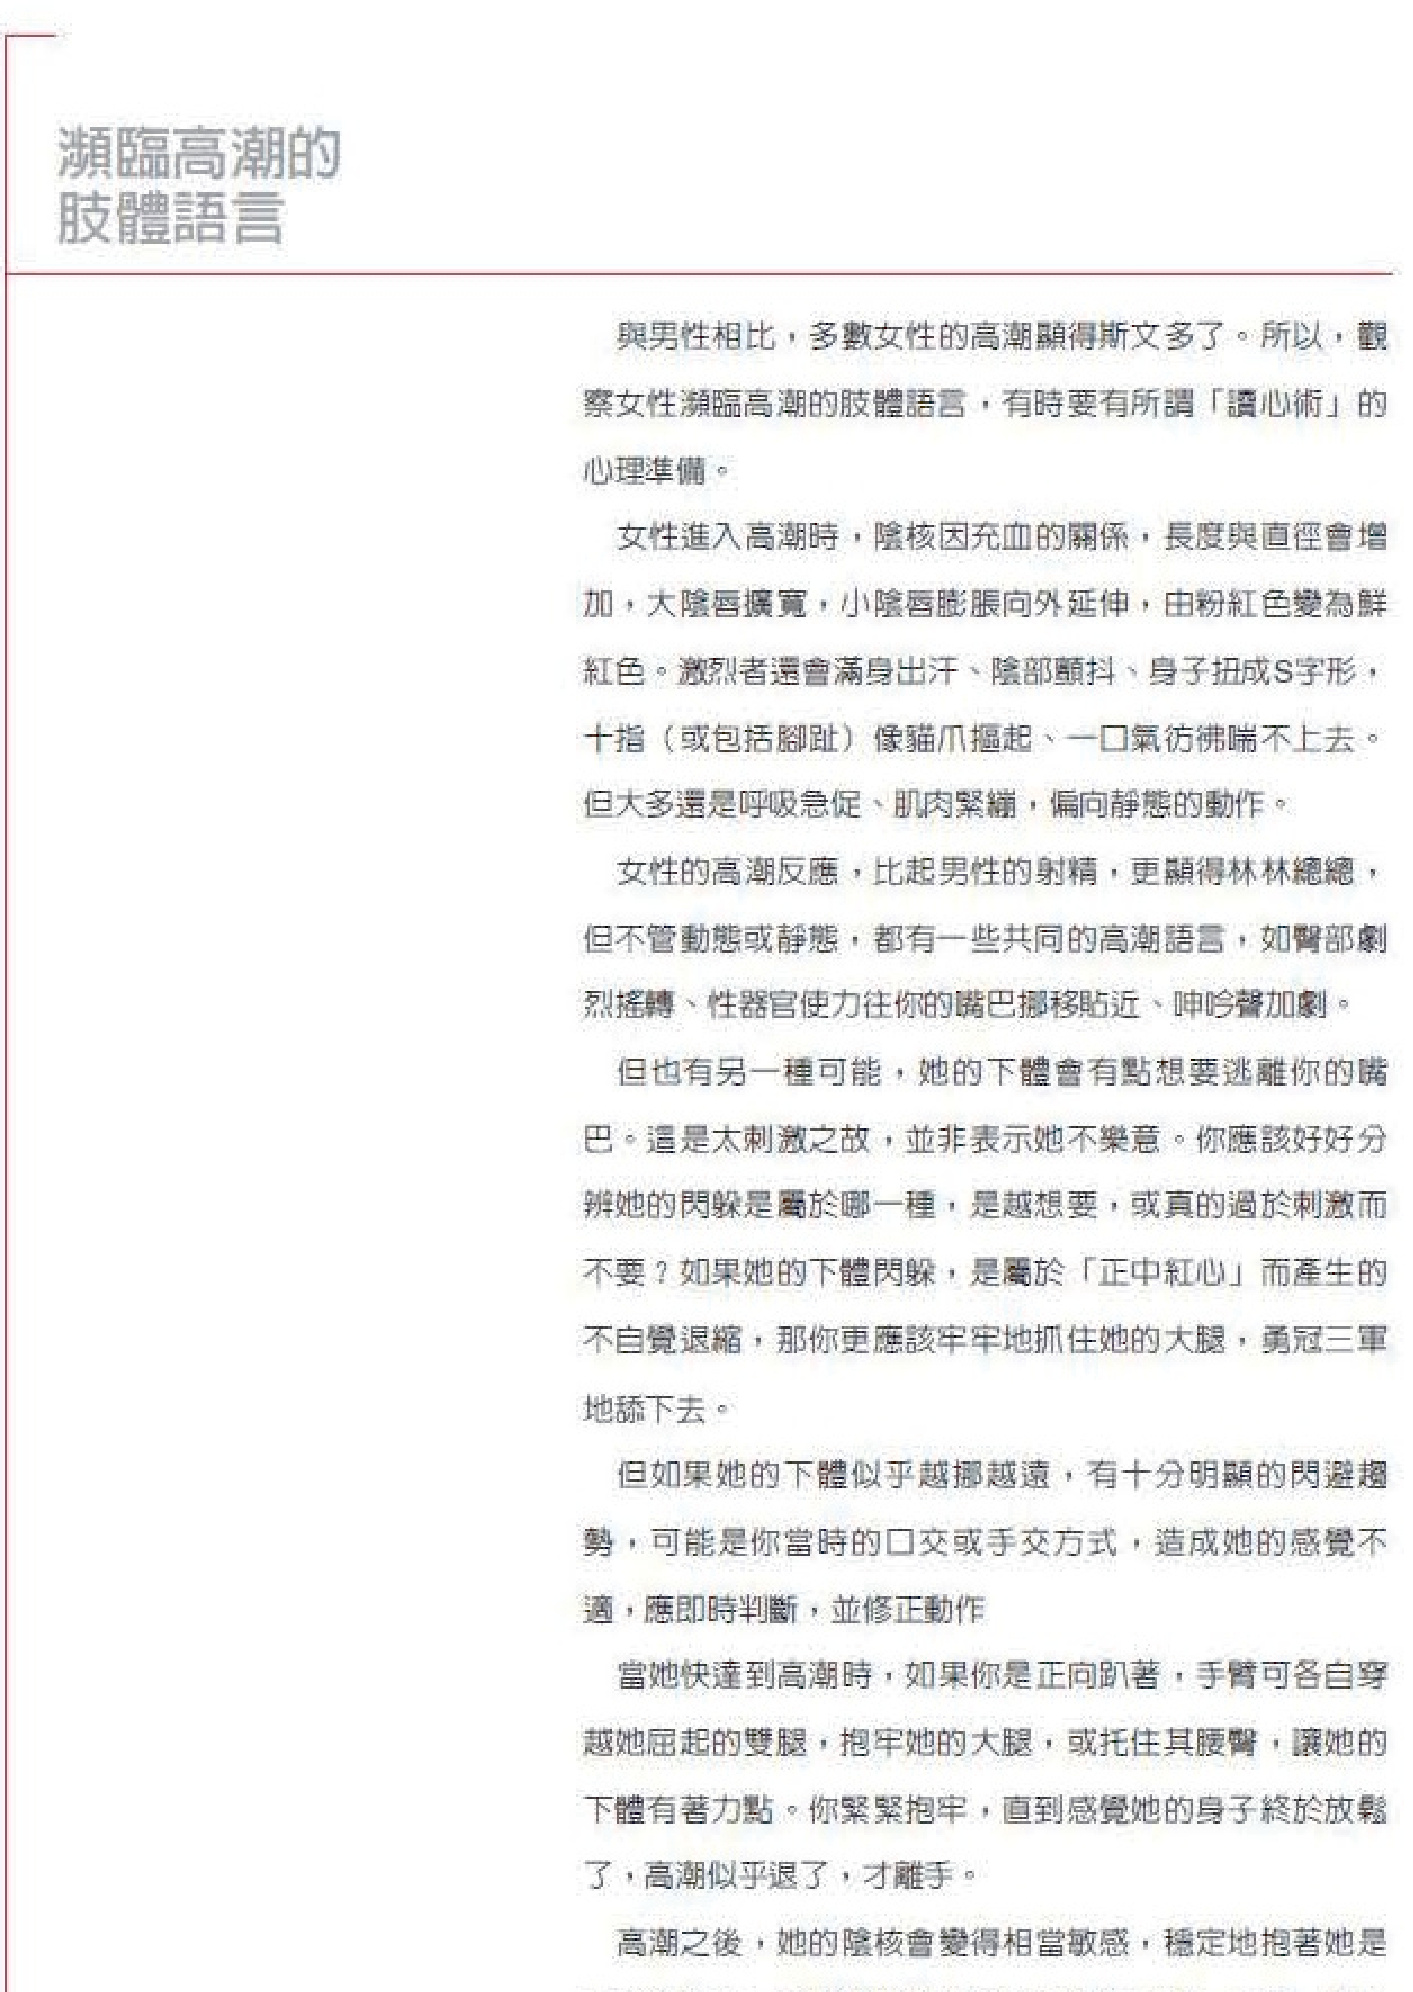 瀕臨高潮的
肢體語言
與男性相比，多數女性的高潮顯得斯文多了。所以，觀
察女性瀕臨高潮的肢體語言，有時要有所謂「讀心術」的
心理準備。
女性進入高潮時，陰核因充血的關係，長度與直徑會增
加，大陰唇擴寬，小陰唇膨脹向外延伸，由粉紅色變為鮮
紅色。激烈者還會滿身出汗、陰部顫抖、身子扭成S字形，
十指（或包括腳趾）像貓爪摳起、一口氣彷彿喘不上去。
但大多還是呼吸急促、肌肉緊繃，偏向靜態的動作。
女性的高潮反應，比起男性的射精，更顯得林林總總，
但不管動態或靜態，都有一些共同的高潮語言，如臀部劇
烈搖轉、性器官使力往你的嘴巴挪移貼近、呻吟聲加劇。
但也有另一種可能，她的下體會有點想要逃離你的嘴
巴。這是太刺激之故，並非表示她不樂意。你應該好好分
辨她的閃躲是屬於哪一種，是越想要，或真的過於刺激而
不要？如果她的下體閃躲，是屬於「正中紅心」而產生的
不自覺退縮，那你更應該牢牢地抓住她的大腿，勇冠三軍
地舔下去。
但如果她的下體似乎越挪越遠，有十分明顯的閃避趨
勢，可能是你當時的口交或手交方式，造成她的感覺不
適，應即時判斷，並修正動作
當她快達到高潮時，如果你是正向趴著，手臂可各自穿
越她屈起的雙腿，抱牢她的大腿，或托住其腰臀，讓她的
下體有著力點。你緊緊抱牢，直到感覺她的身子終於放鬆
了，高潮似乎退了，才離手。
高潮之後，她的陰核會變得相當敏感，穩定地抱著她是